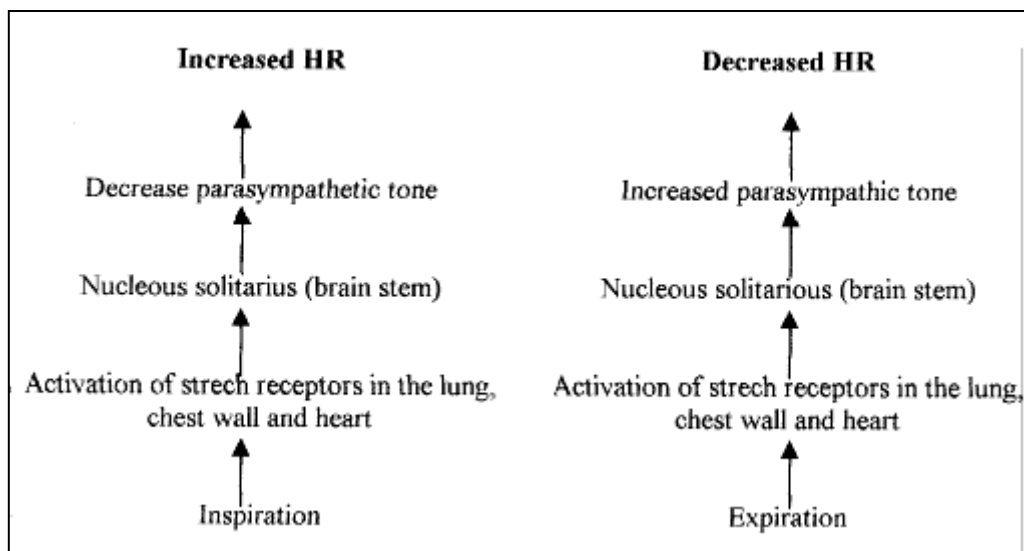 Increased HR
Decrease parasympathetic tone
Nucleous solitarius (brain stem)
Activation of strech receptors in the lung,
chest wall and heart
Inspiration
Decreased HR
Increased parasympathic tone
Nucleous solitarious (brain stem)
Activation of strech receptors in the lung,
chest wall and heart
Expiration